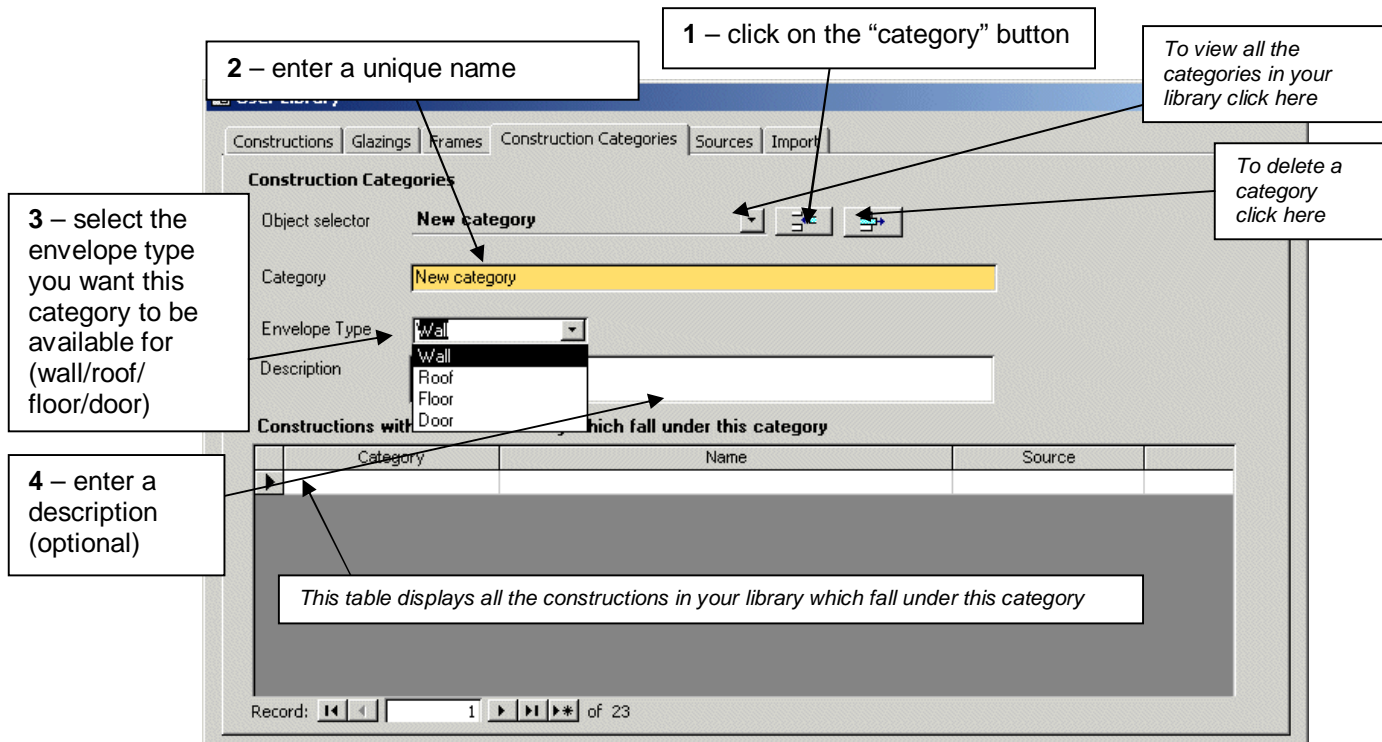 1 – click on the “category” button
2 – enter a unique name
To view all the
categories in your
library click here
User Library
Constructions Glazings Frames Construction Categories Sources Import
To delete a
category
click here
Construction Categories
3 – select the
envelope type
you want this
category to be
available for
(wall/roof/
floor/door)
Object selector New category
Category New category
Envelope Type Wall
Wall
Roof
Floor
Door
Description
Constructions with hich fall under this category
Category Name Source
4 – enter a
description
(optional)
This table displays all the constructions in your library which fall under this category
Record: 1 of 23